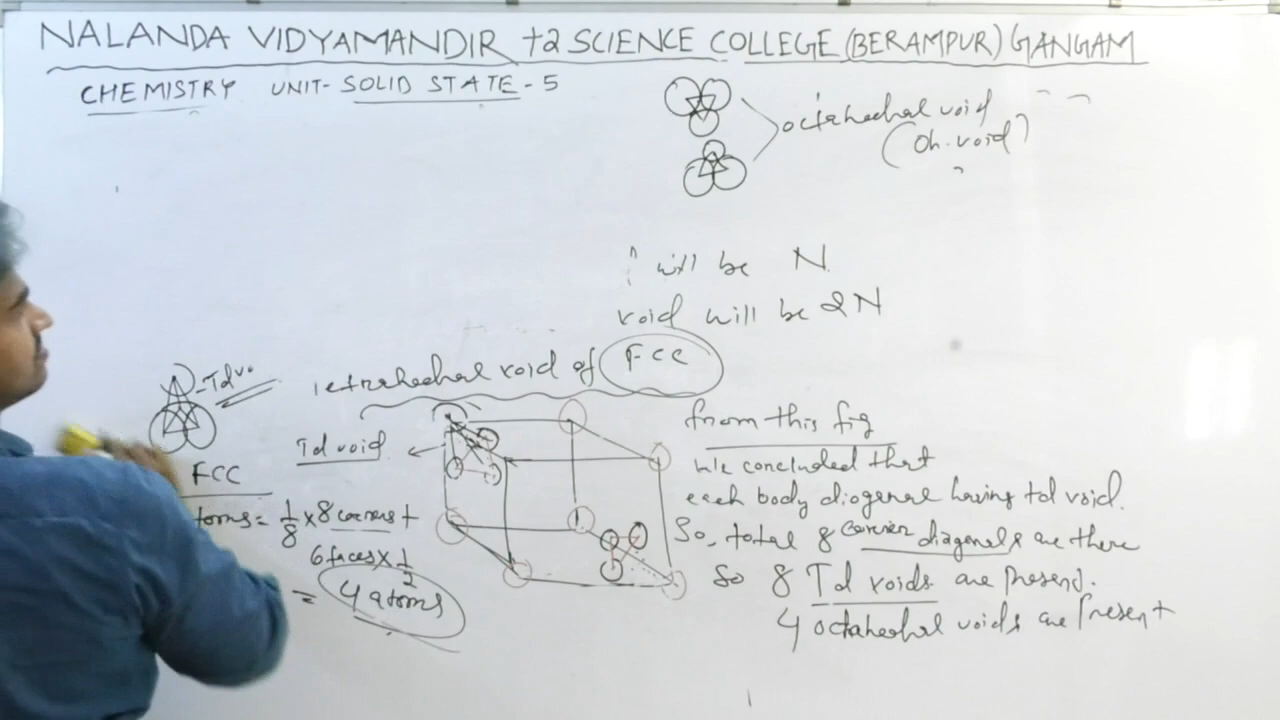 NALANDA VIDYAMANDIR +2 SCIENCE COLLEGE (BERAMPUR) GANGAM
CHEMISTRY UNIT- SOLID STATE - 5
octahedral void
(Oh. void)
will be N
void will be 2N
tetrahedral void of FCC
- Td vo
Td void
FCC
toms = 1/8 × 8 corners +
6 faces × 1/2
= 4 atoms
from this fig
we concluded that
each body diogenal having td void.
So, total 8 corner diagonals are there
So 8 Td voids are present.
4 octahedral voids are present